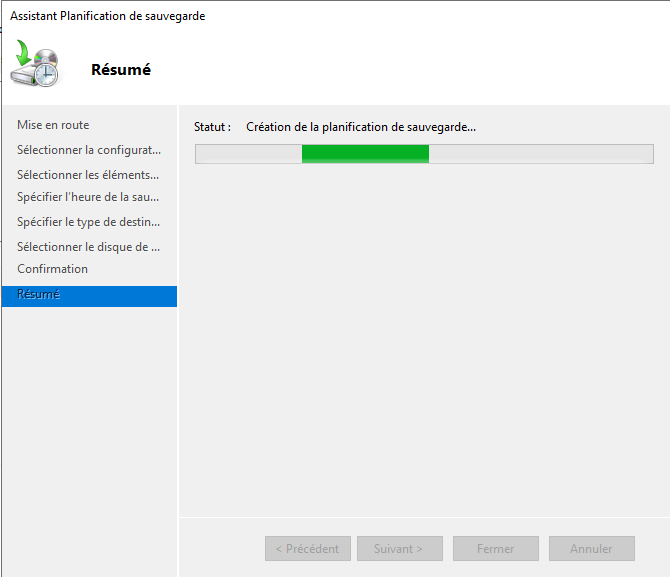 Assistant Planification de sauvegarde
Résumé
Mise en route
Sélectionner la configurat...
Sélectionner les éléments...
Spécifier l'heure de la sau...
Spécifier le type de destin...
Sélectionner le disque de ...
Confirmation
Résumé
Statut : Création de la planification de sauvegarde...
< Précédent Suivant > Fermer Annuler